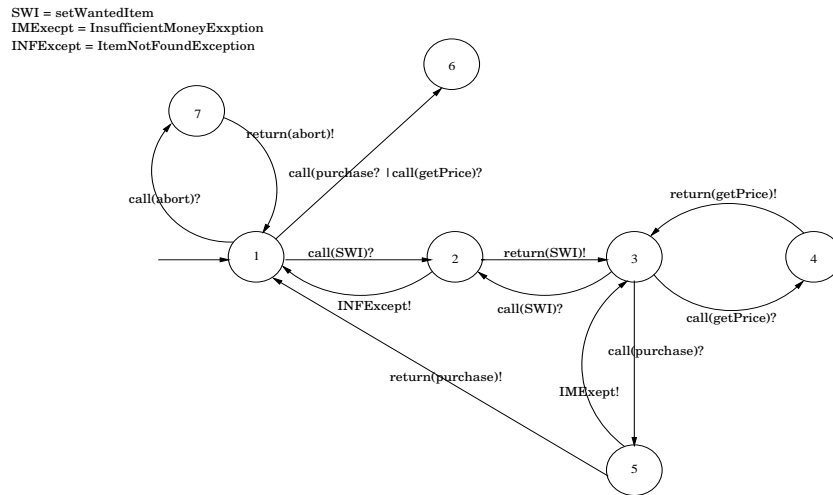 SWI = setWantedItem
IMExecpt = InsufficientMoneyExxption
INFExcept = ItemNotFoundException
6
7
return(abort)!
call(purchase? |call(getPrice)?
call(abort)?
return(getPrice)!
1
call(SWI)?
2
return(SWI)!
3
4
INFExcept!
call(SWI)?
call(getPrice)?
call(purchase)?
return(purchase)!
IMExept!
5